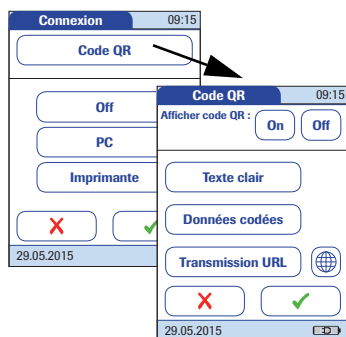 Connexion 09:15
Code QR
Off
PC
Imprimante
29.05.2015
Code QR 09:15
Afficher code QR : On Off
Texte clair
Données codées
Transmission URL
29.05.2015